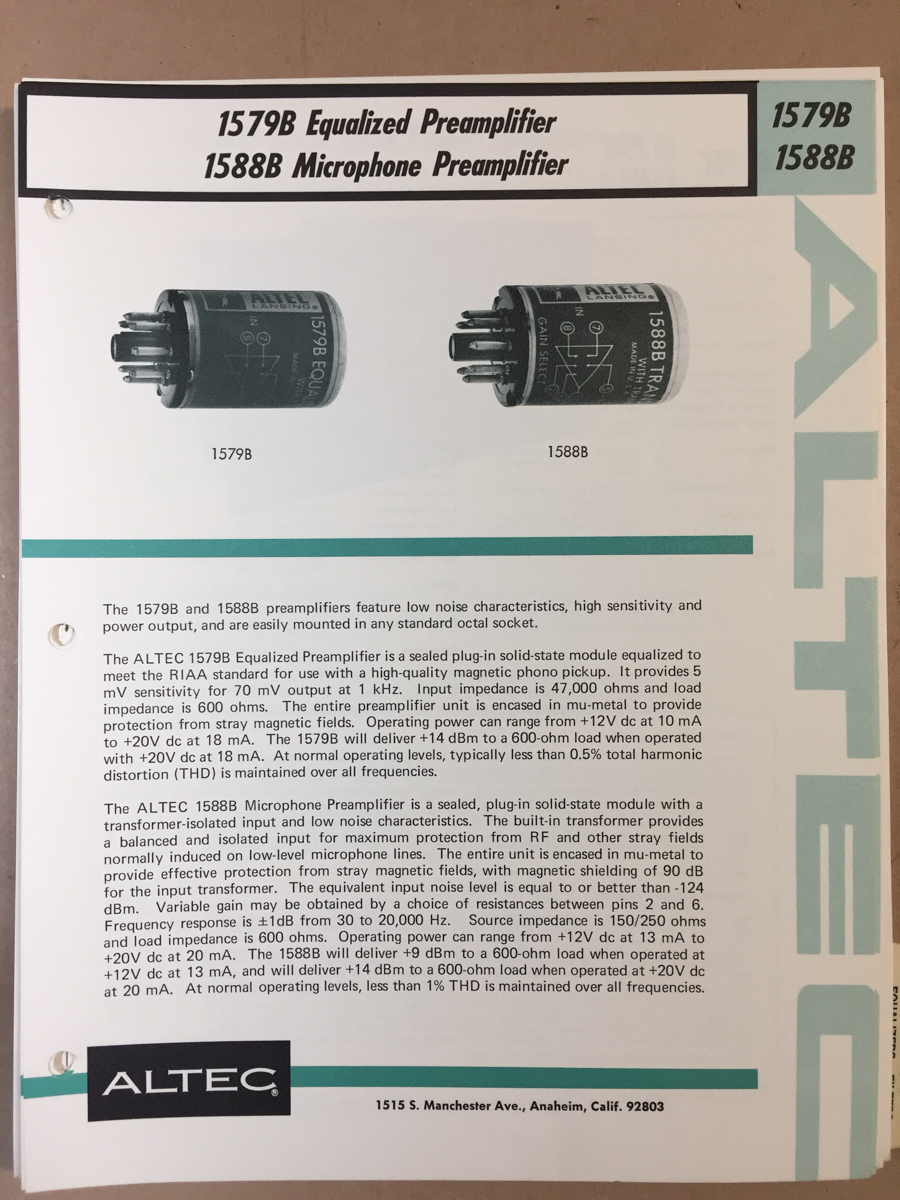 1579B Equalized Preamplifier
1588B Microphone Preamplifier
1579B
1588B
ALTEC
ALTEC
LANSING®
IN
8
7
1579B EQUA
MADE
WITH
ALTEC
LANSING®
IN
8
7
GAIN SELECT
1588B TRAN
WITH TRA
MADE IN U.S.A.
1579B
1588B
The 1579B and 1588B preamplifiers feature low noise characteristics, high sensitivity and
power output, and are easily mounted in any standard octal socket.
The ALTEC 1579B Equalized Preamplifier is a sealed plug-in solid-state module equalized to
meet the RIAA standard for use with a high-quality magnetic phono pickup. It provides 5
mV sensitivity for 70 mV output at 1 kHz. Input impedance is 47,000 ohms and load
impedance is 600 ohms. The entire preamplifier unit is encased in mu-metal to provide
protection from stray magnetic fields. Operating power can range from +12V dc at 10 mA
to +20V dc at 18 mA. The 1579B will deliver +14 dBm to a 600-ohm load when operated
with +20V dc at 18 mA. At normal operating levels, typically less than 0.5% total harmonic
distortion (THD) is maintained over all frequencies.
The ALTEC 1588B Microphone Preamplifier is a sealed, plug-in solid-state module with a
transformer-isolated input and low noise characteristics. The built-in transformer provides
a balanced and isolated input for maximum protection from RF and other stray fields
normally induced on low-level microphone lines. The entire unit is encased in mu-metal to
provide effective protection from stray magnetic fields, with magnetic shielding of 90 dB
for the input transformer. The equivalent input noise level is equal to or better than -124
dBm. Variable gain may be obtained by a choice of resistances between pins 2 and 6.
Frequency response is ±1dB from 30 to 20,000 Hz. Source impedance is 150/250 ohms
and load impedance is 600 ohms. Operating power can range from +12V dc at 13 mA to
+20V dc at 20 mA. The 1588B will deliver +9 dBm to a 600-ohm load when operated at
+12V dc at 13 mA, and will deliver +14 dBm to a 600-ohm load when operated at +20V dc
at 20 mA. At normal operating levels, less than 1% THD is maintained over all frequencies.
ALTEC®
1515 S. Manchester Ave., Anaheim, Calif. 92803